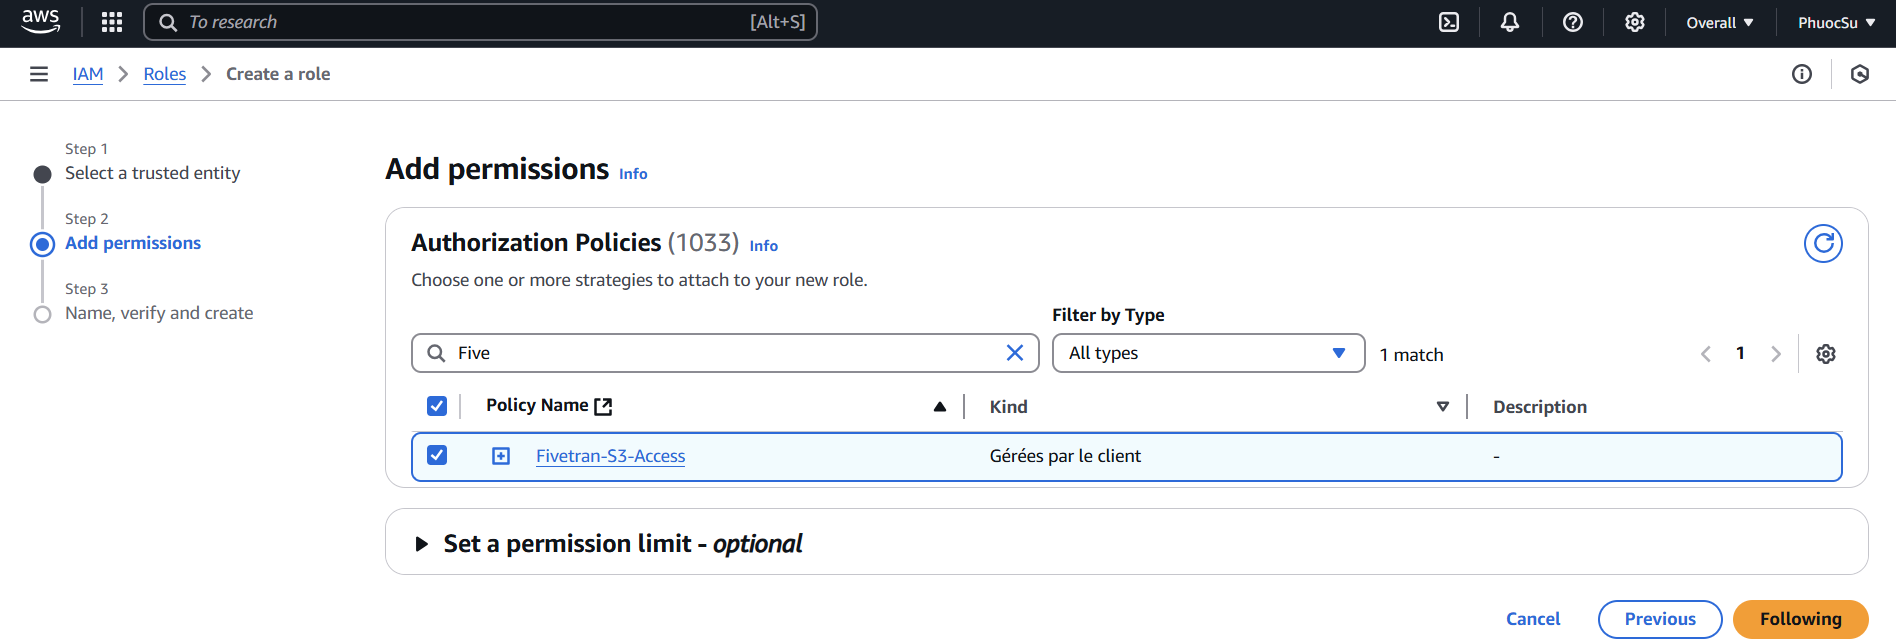 aws
To research [Alt+S]
Overall
PhuocSu
IAM
Roles
Create a role
Step 1
Select a trusted entity
Step 2
Add permissions
Step 3
Name, verify and create
Add permissions Info
Authorization Policies (1033) Info
Choose one or more strategies to attach to your new role.
Filter by Type
Five
All types
1 match
1
Policy Name
Kind
Description
Fivetran-S3-Access
Gérées par le client
-
Set a permission limit - optional
Cancel
Previous
Following